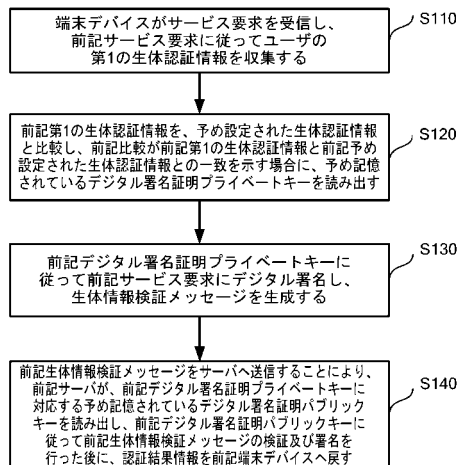 端末デバイスがサービス要求を受信し、
前記サービス要求に従ってユーザの
第1の生体認証情報を収集する
S110
前記第1の生体認証情報を、予め設定された生体認証情報
と比較し、前記比較が前記第1の生体認証情報と前記予め
設定された生体認証情報との一致を示す場合に、予め記憶
されているデジタル署名証明プライベートキーを読み出す
S120
前記デジタル署名証明プライベートキーに
従って前記サービス要求にデジタル署名し、
生体情報検証メッセージを生成する
S130
前記生体情報検証メッセージをサーバへ送信することにより、
前記サーバが、前記デジタル署名証明プライベートキーに
対応する予め記憶されているデジタル署名証明パブリック
キーを読み出し、前記デジタル署名証明パブリックキーに
従って前記生体情報検証メッセージの検証及び署名を
行った後に、認証結果情報を前記端末デバイスへ戻す
S140